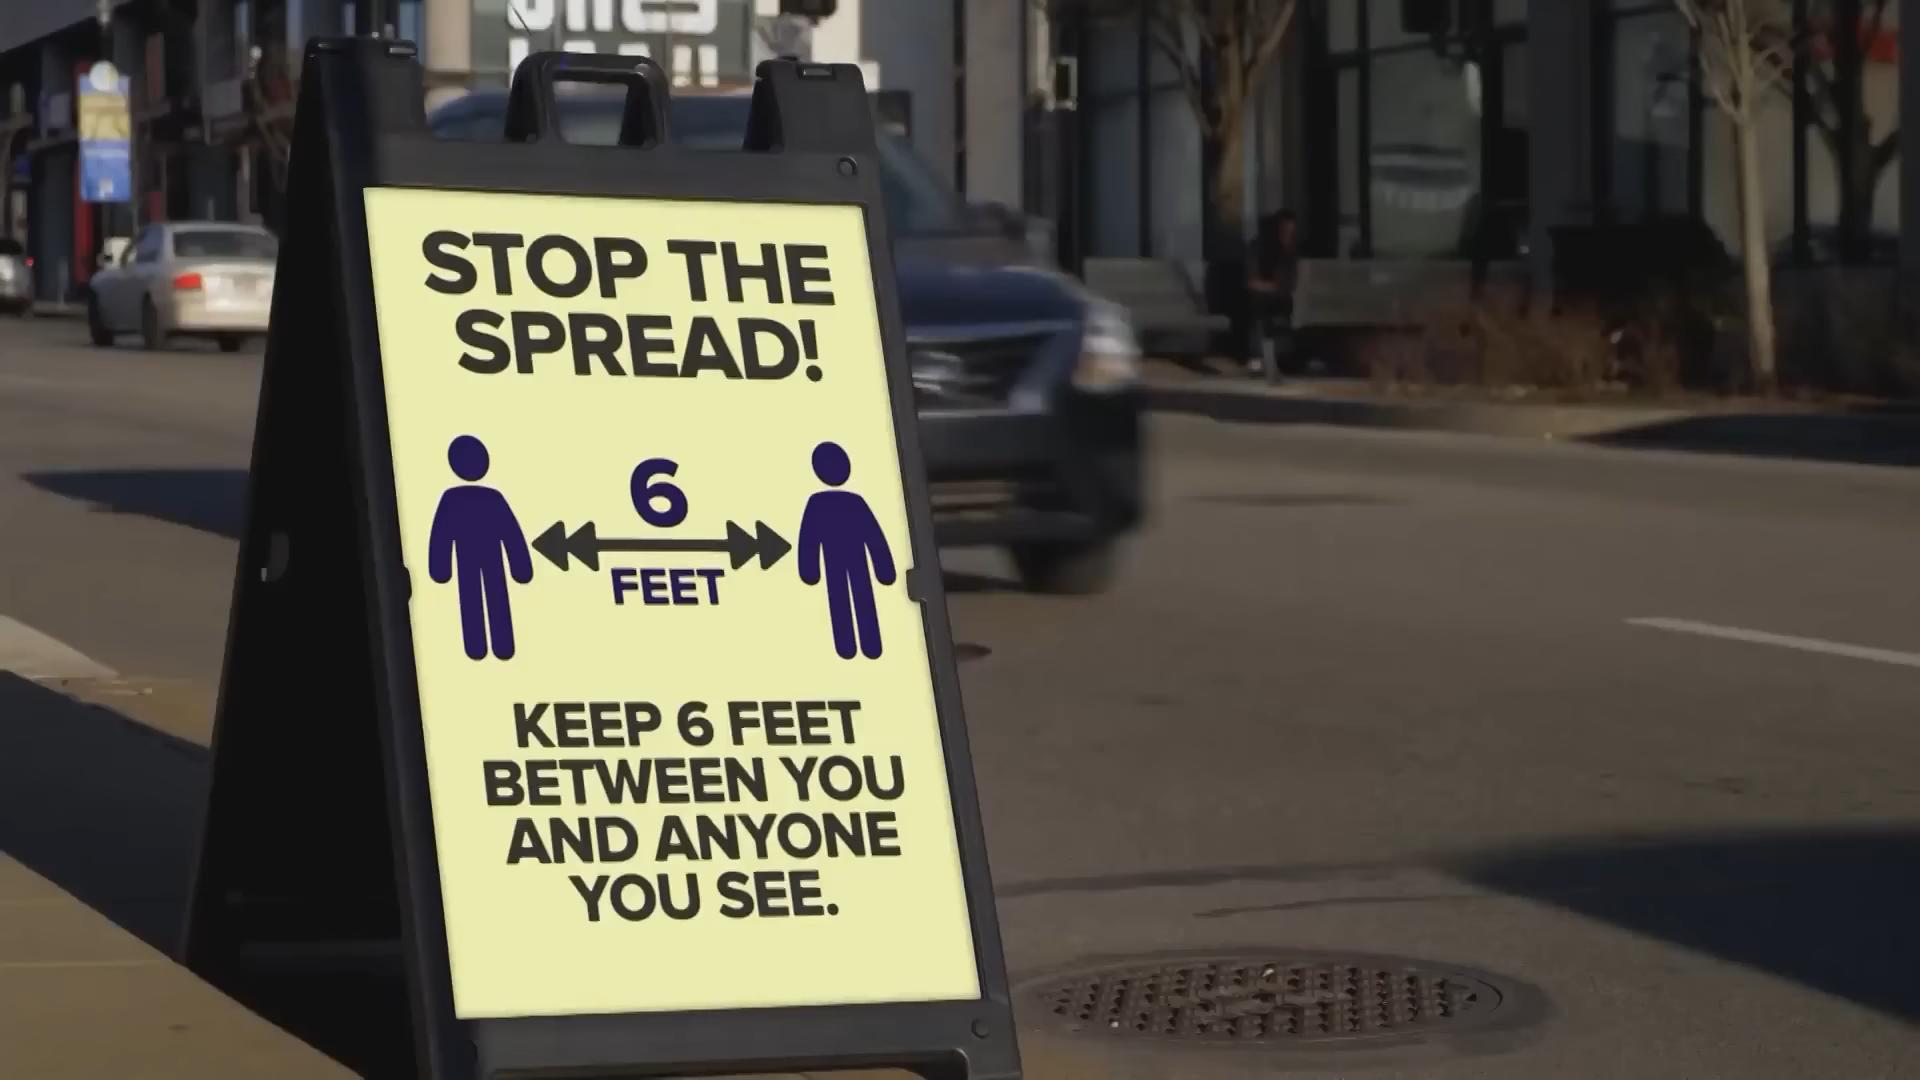 STOP THE
SPREAD!
6
FEET
KEEP 6 FEET
BETWEEN YOU
AND ANYONE
YOU SEE.